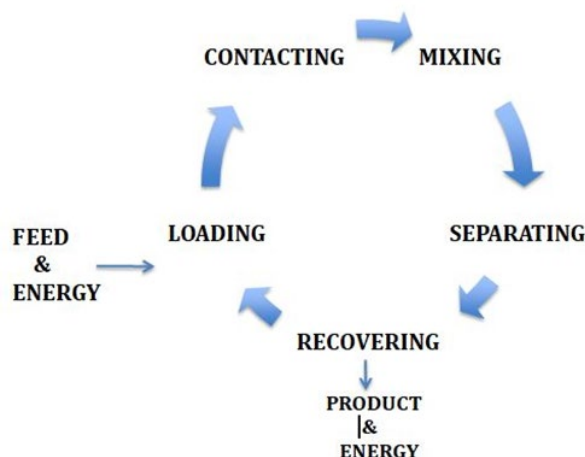 CONTACTING
MIXING
FEED
&
ENERGY
LOADING
SEPARATING
RECOVERING
PRODUCT
|&
ENERGY